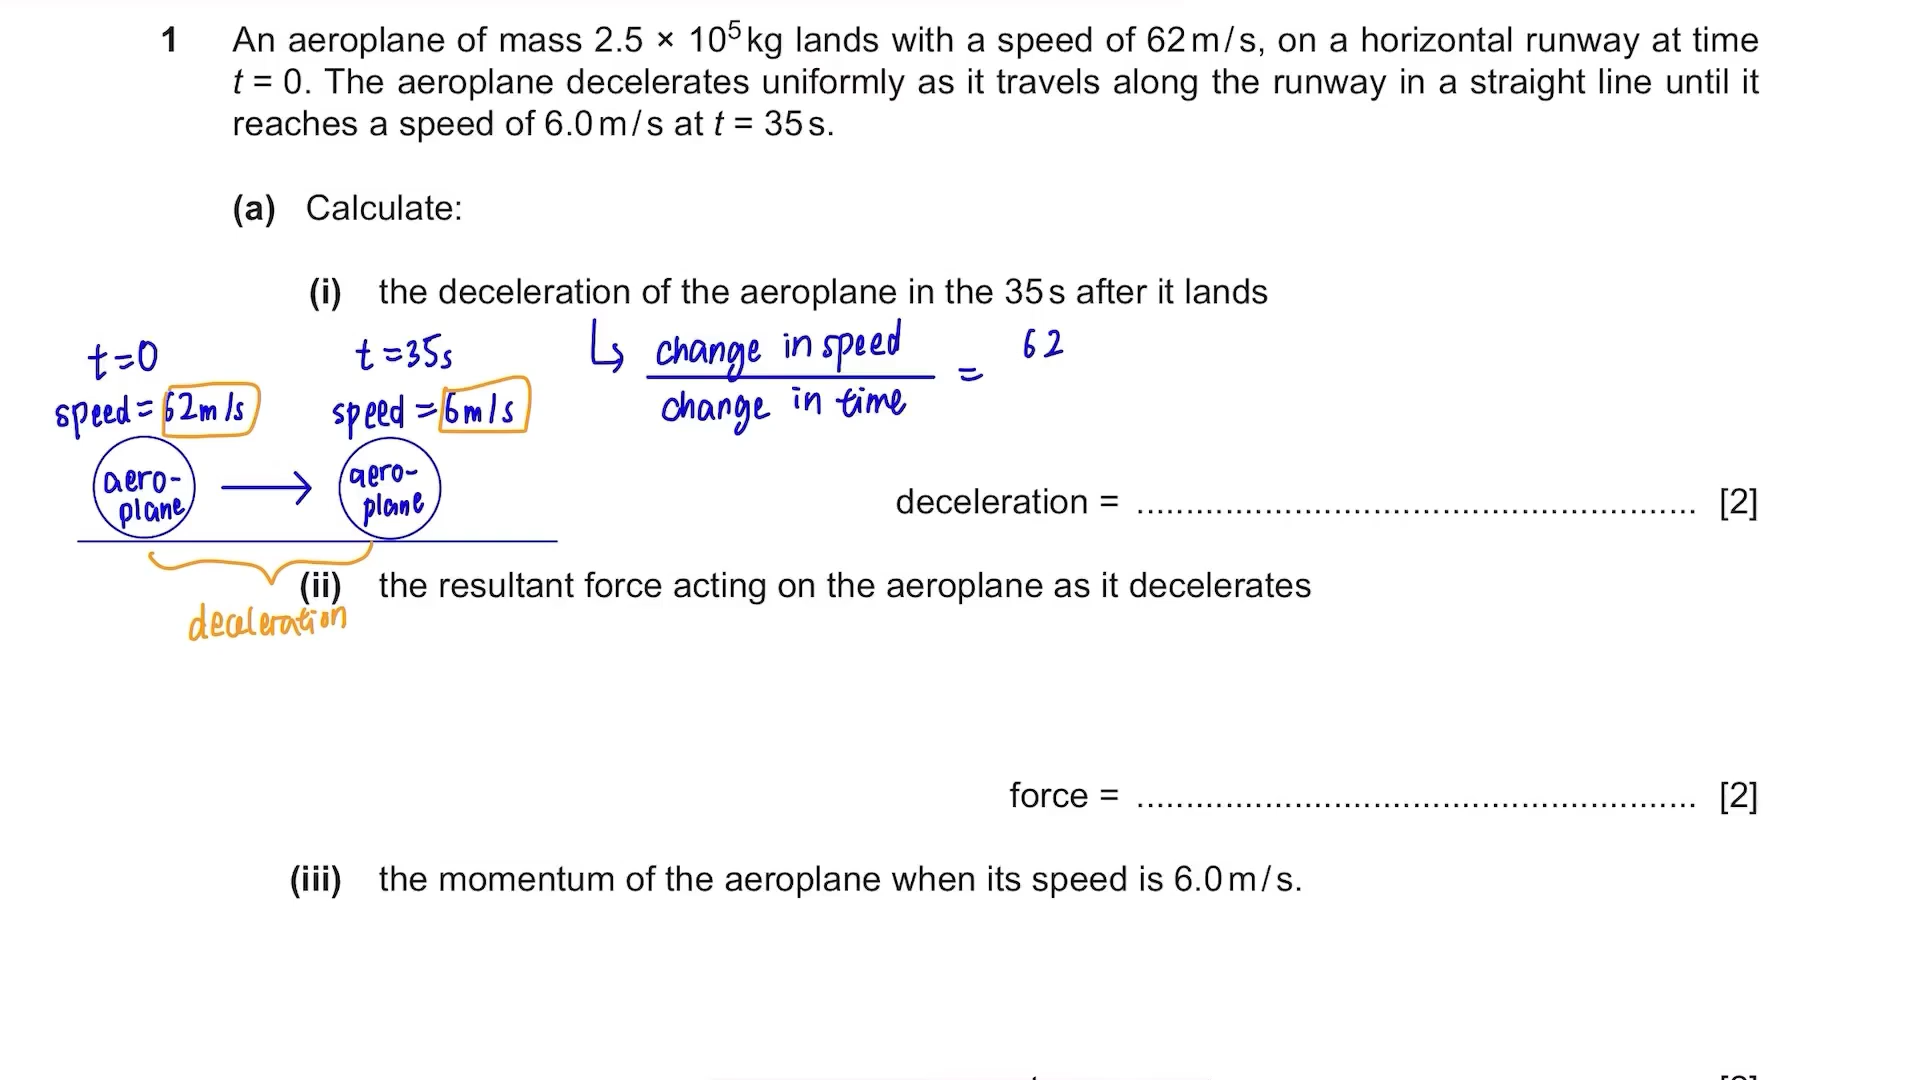 1 An aeroplane of mass 2.5 × 10⁵ kg lands with a speed of 62 m/s, on a horizontal runway at time
t = 0. The aeroplane decelerates uniformly as it travels along the runway in a straight line until it
reaches a speed of 6.0 m/s at t = 35 s.
(a) Calculate:
(i) the deceleration of the aeroplane in the 35 s after it lands
t=0 t=35s ↳ change in speed / change in time = 62
speed = 62m/s speed = 6m/s
aero-
plane → aero-
plane
deceleration = ........................................................ [2]
(ii) the resultant force acting on the aeroplane as it decelerates
deceleration
force = ........................................................ [2]
(iii) the momentum of the aeroplane when its speed is 6.0 m/s.